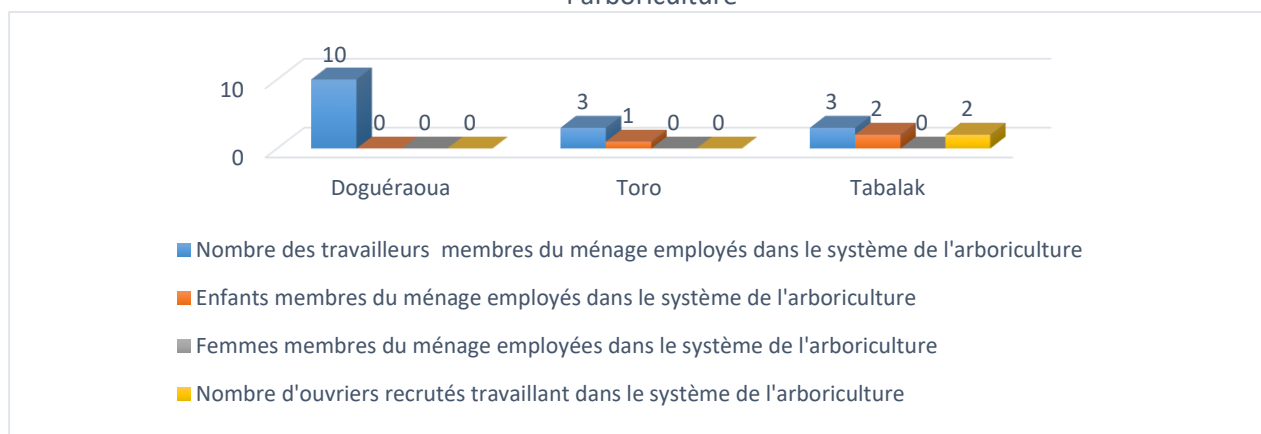 l'arboriculture
10
10
0 0 0
3
1
0 0
3
2
0
2
0
Doguéraoua Toro Tabalak
Nombre des travailleurs membres du ménage employés dans le système de l'arboriculture
Enfants membres du ménage employés dans le système de l'arboriculture
Femmes membres du ménage employées dans le système de l'arboriculture
Nombre d'ouvriers recrutés travaillant dans le système de l'arboriculture